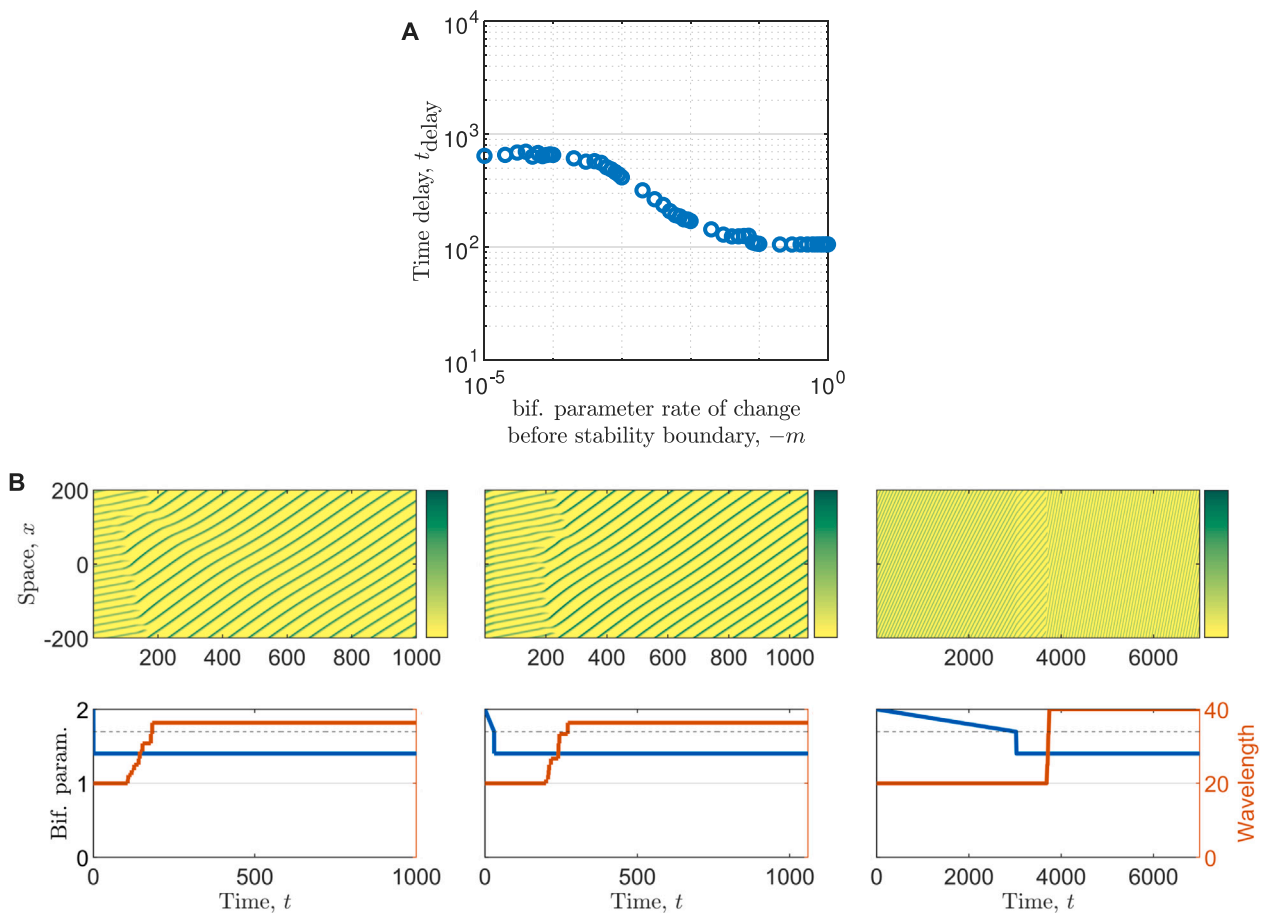 A
10^4
10^3
10^2
10^1
Time delay, t_delay
10^-5
10^0
bif. parameter rate of change
before stability boundary, −m
B
200
0
-200
Space, x
200 400 600 800 1000
200 400 600 800 1000
2000 4000 6000
2
1
0
Bif. param.
0 500 1000
Time, t
0 500 1000
Time, t
40
20
0
Wavelength
0 2000 4000 6000
Time, t